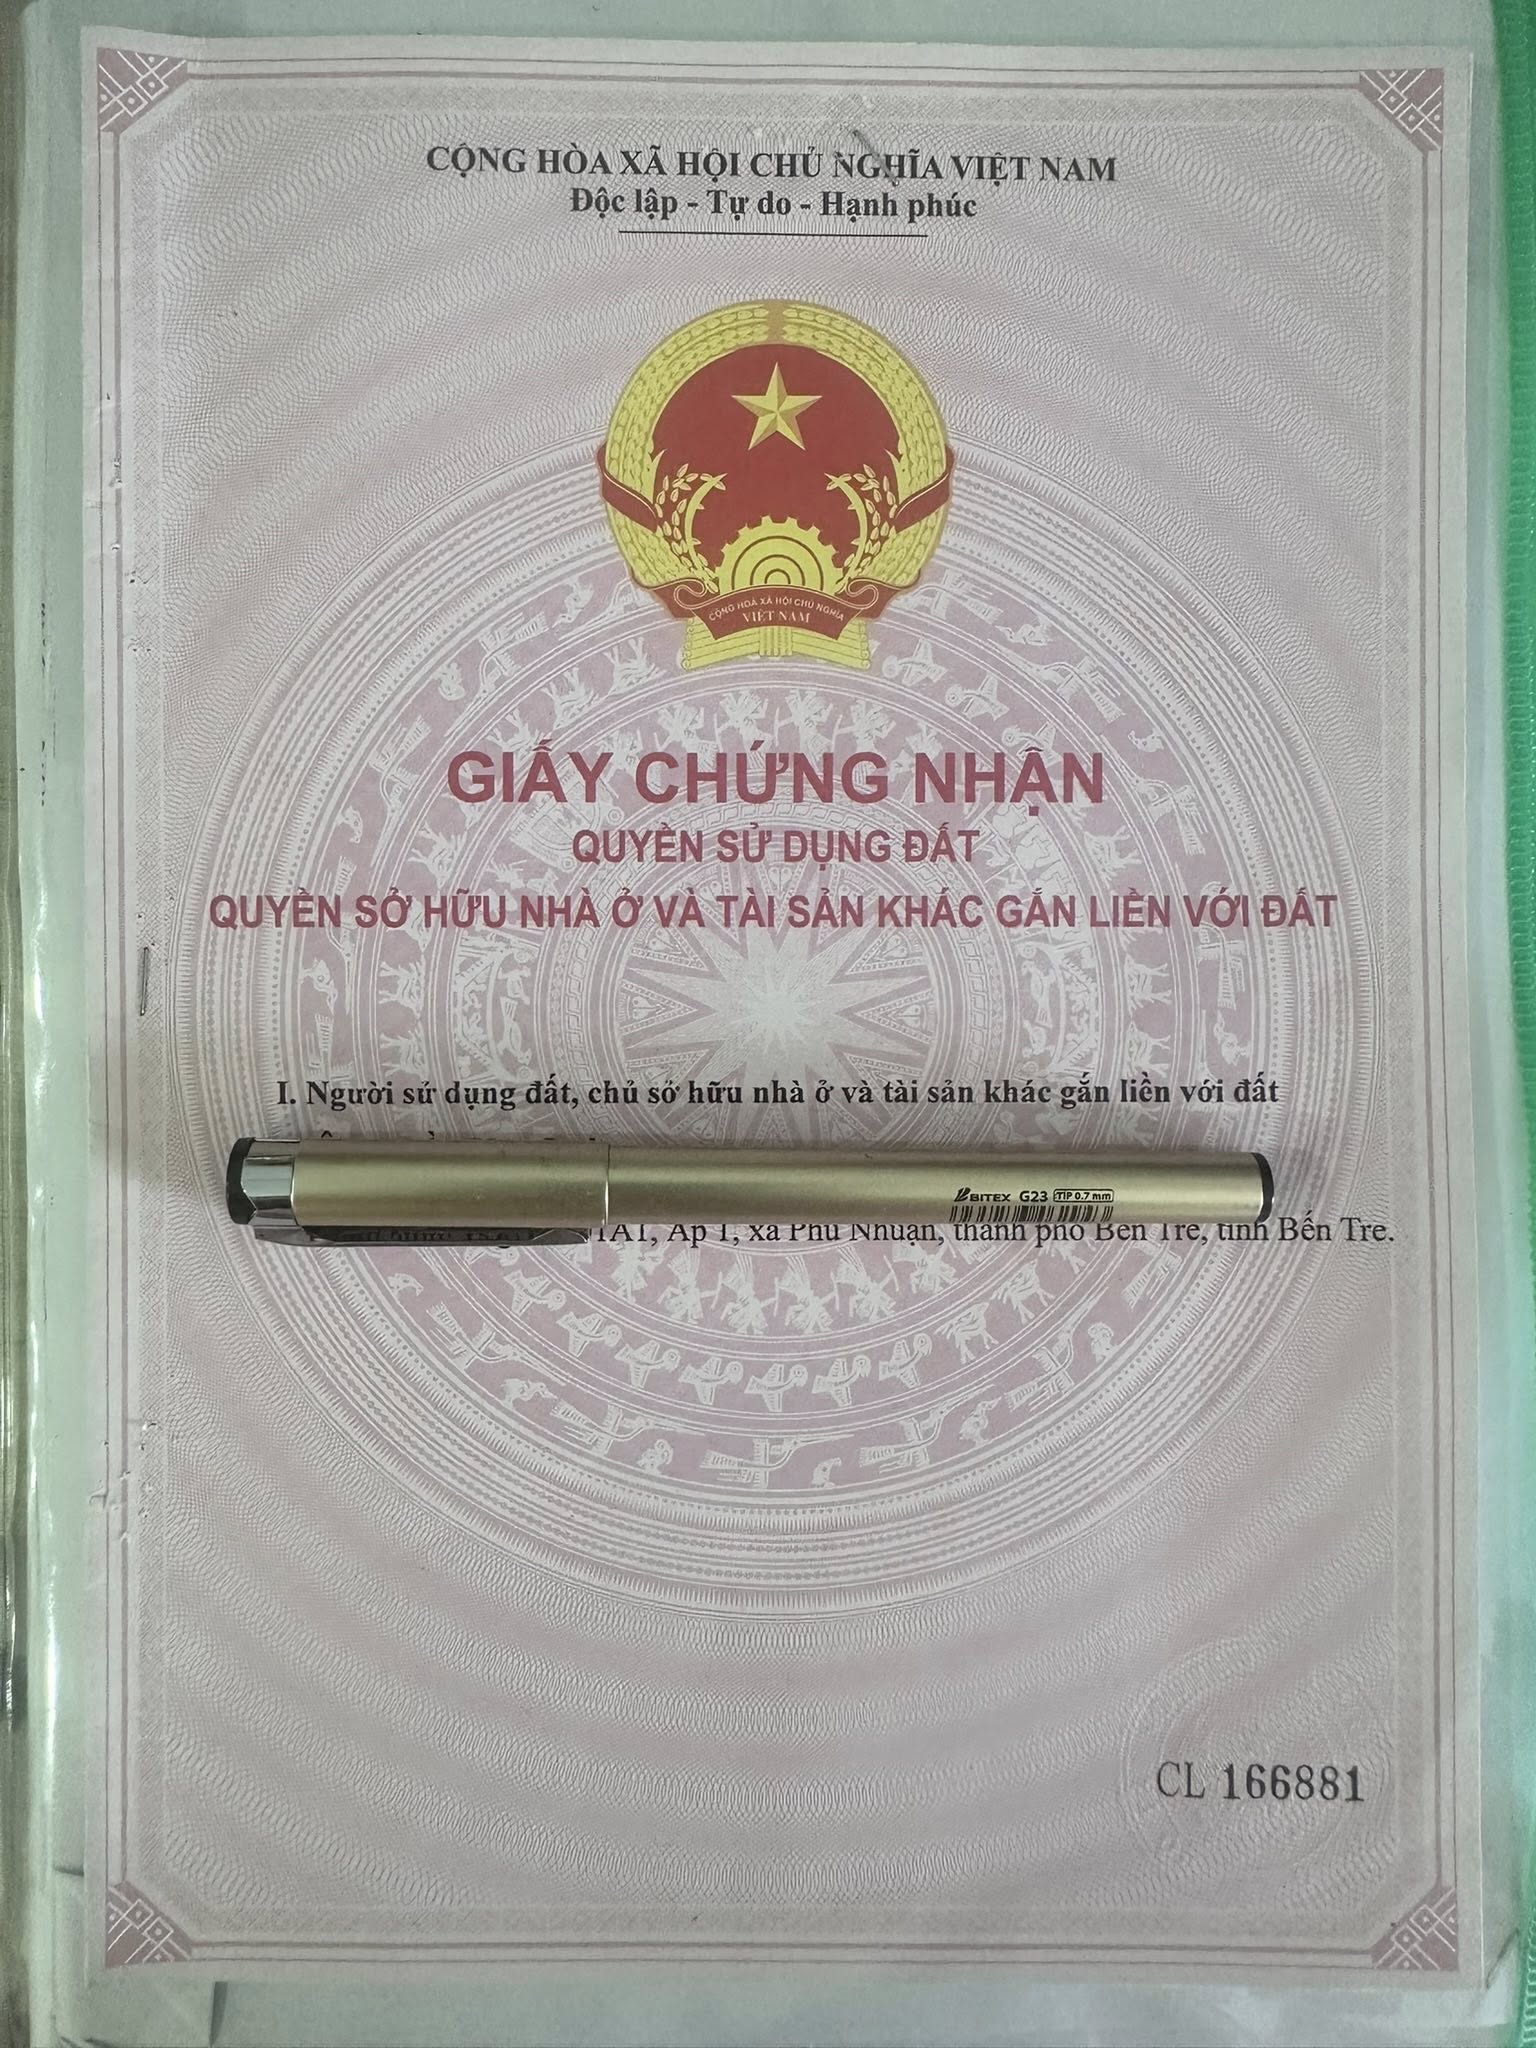 CỘNG HÒA XÃ HỘI CHỦ NGHĨA VIỆT NAM
Độc lập - Tự do - Hạnh phúc
CỘNG HOÀ XÃ HỘI CHỦ NGHĨA
VIỆT NAM
GIẤY CHỨNG NHẬN
QUYỀN SỬ DỤNG ĐẤT
QUYỀN SỞ HỮU NHÀ Ở VÀ TÀI SẢN KHÁC GẮN LIỀN VỚI ĐẤT
I. Người sử dụng đất, chủ sở hữu nhà ở và tài sản khác gắn liền với đất
BITEX G23 TIP 0.7 mm
Ấp 1, xã Phú Nhuận, thành phố Bến Tre, tỉnh Bến Tre.
CL 166881